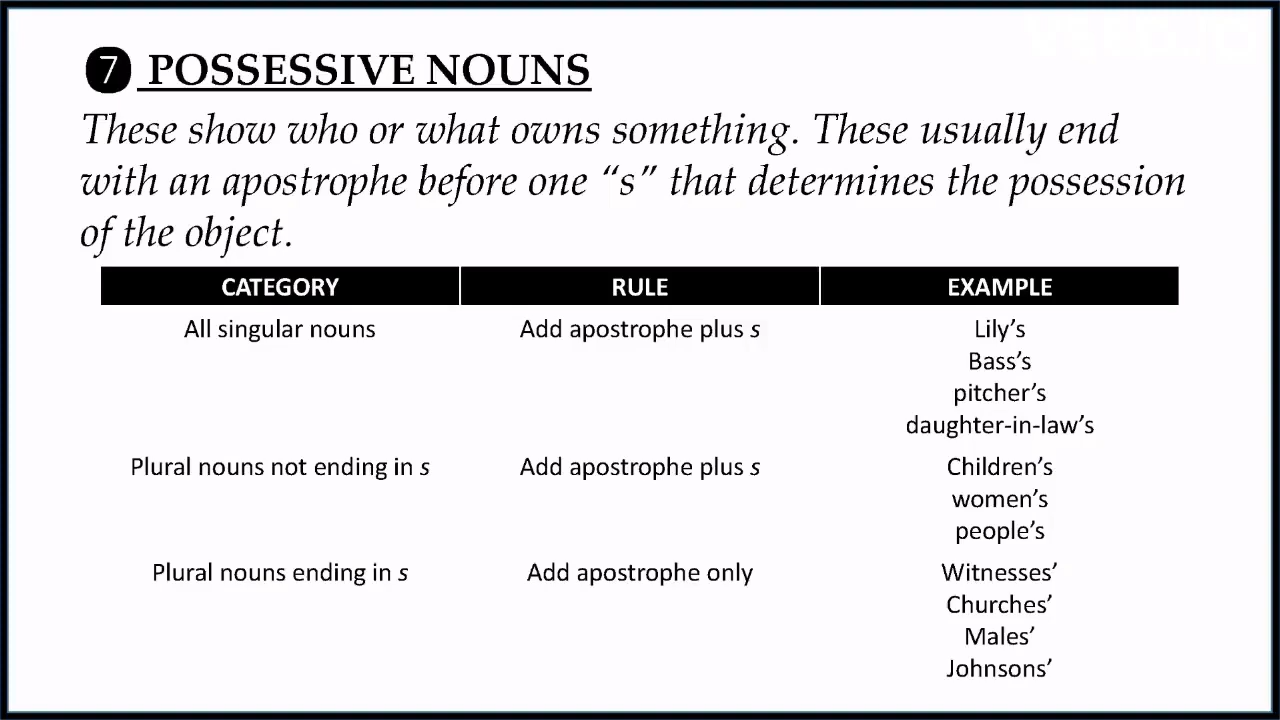 7 POSSESSIVE NOUNS
These show who or what owns something. These usually end
with an apostrophe before one “s” that determines the possession
of the object.
CATEGORY RULE EXAMPLE
All singular nouns Add apostrophe plus s Lily’s
Bass’s
pitcher’s
daughter-in-law’s
Plural nouns not ending in s Add apostrophe plus s Children’s
women’s
people’s
Plural nouns ending in s Add apostrophe only Witnesses’
Churches’
Males’
Johnsons’